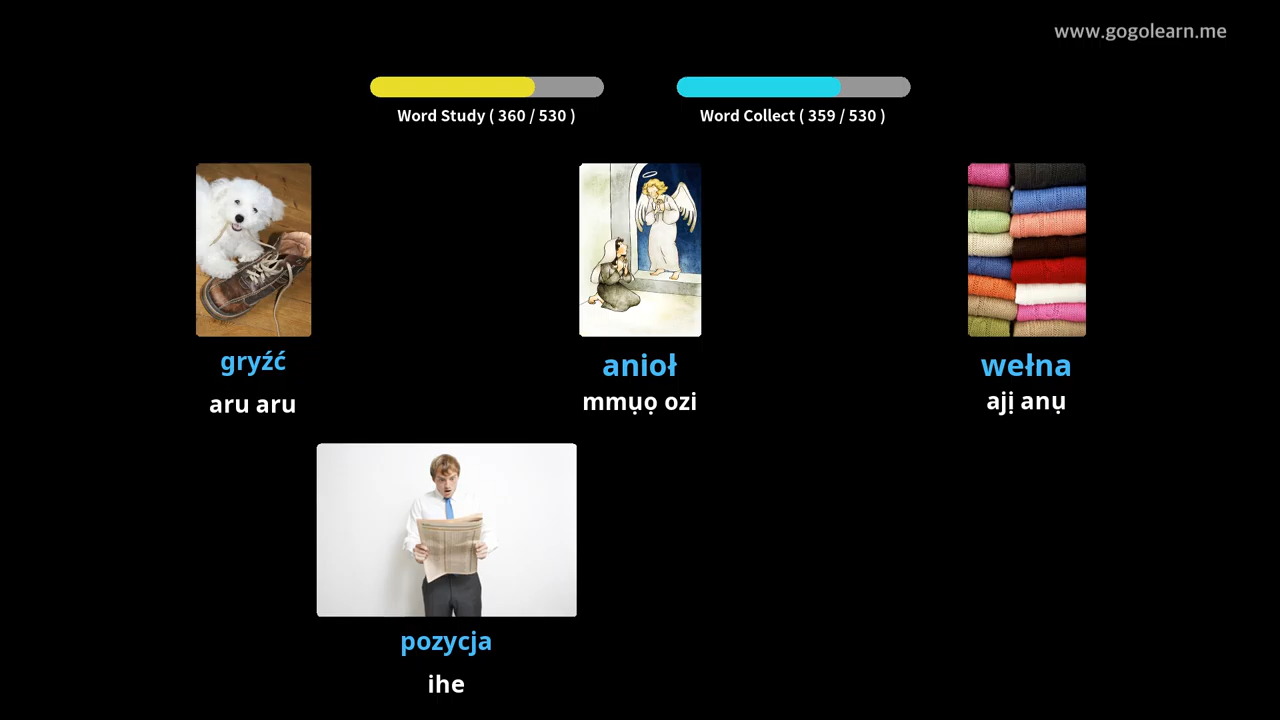 www.gogolearn.me
Word Study ( 360 / 530 )
Word Collect ( 359 / 530 )
gryźć
aru aru
anioł
mmụọ ozi
wełna
ajị anụ
pozycja
ihe